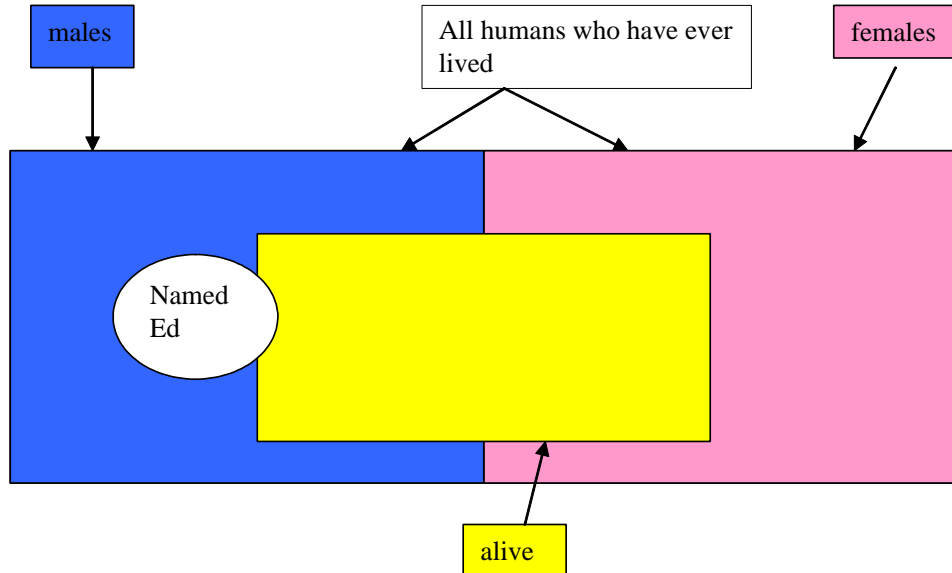 males
All humans who have ever
lived
females
Named
Ed
alive